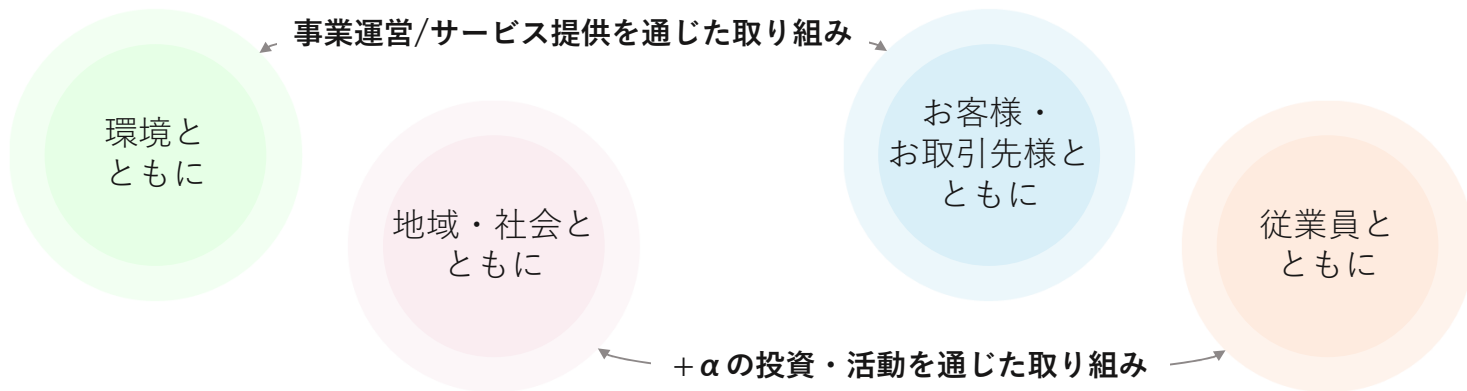 事業運営/サービス提供を通じた取り組み
環境と
ともに
地域・社会と
ともに
お客様・
お取引先様と
ともに
従業員と
ともに
+αの投資・活動を通じた取り組み